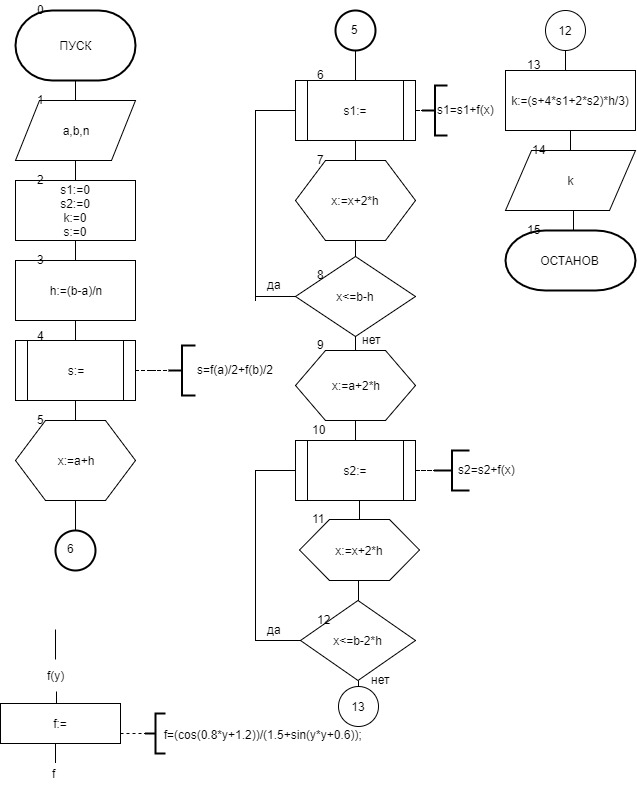 0
ПУСК
1
a,b,n
2
s1:=0
s2:=0
k:=0
s:=0
3
h:=(b-a)/n
4
s:=
s=f(a)/2+f(b)/2
5
x:=a+h
6
f(y)
f:=
f=(cos(0.8*y+1.2))/(1.5+sin(y*y+0.6));
f
5
6
s1:=
s1=s1+f(x)
7
x:=x+2*h
8
да
x<=b-h
нет
9
x:=a+2*h
10
s2:=
s2=s2+f(x)
11
x:=x+2*h
12
да
x<=b-2*h
нет
13
12
13
k:=(s+4*s1+2*s2)*h/3)
14
k
15
ОСТАНОВ